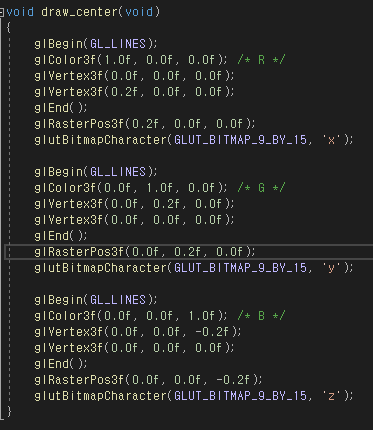 void draw_center(void)
{
glBegin(GL_LINES);
glColor3f(1.0f, 0.0f, 0.0f); /* R */
glVertex3f(0.0f, 0.0f, 0.0f);
glVertex3f(0.2f, 0.0f, 0.0f);
glEnd();
glRasterPos3f(0.2f, 0.0f, 0.0f);
glutBitmapCharacter(GLUT_BITMAP_9_BY_15, 'x');
glBegin(GL_LINES);
glColor3f(0.0f, 1.0f, 0.0f); /* G */
glVertex3f(0.0f, 0.2f, 0.0f);
glVertex3f(0.0f, 0.0f, 0.0f);
glEnd();
glRasterPos3f(0.0f, 0.2f, 0.0f);
glutBitmapCharacter(GLUT_BITMAP_9_BY_15, 'y');
glBegin(GL_LINES);
glColor3f(0.0f, 0.0f, 1.0f); /* B */
glVertex3f(0.0f, 0.0f, -0.2f);
glVertex3f(0.0f, 0.0f, 0.0f);
glEnd();
glRasterPos3f(0.0f, 0.0f, -0.2f);
glutBitmapCharacter(GLUT_BITMAP_9_BY_15, 'z');
}